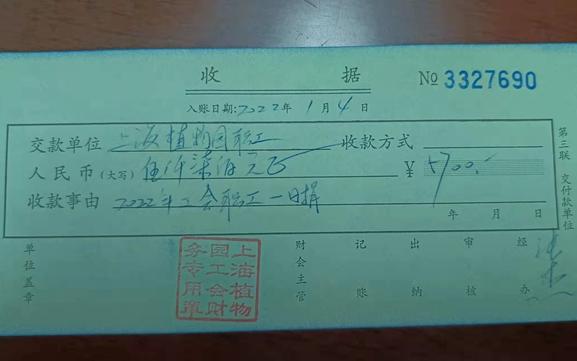 收 据
№ 3327690
入账日期:2022年1月4日
交款单位 上海植物园职工 收款方式
人民币(大写) 伍仟柒佰元正 ¥ 5700.-
收款事由 2022年工会职工一日捐
年 月 日
第三联 交付款单位
单位盖章
上海植物园工会财务专用章
财会主管
记账
出纳
审核
经办